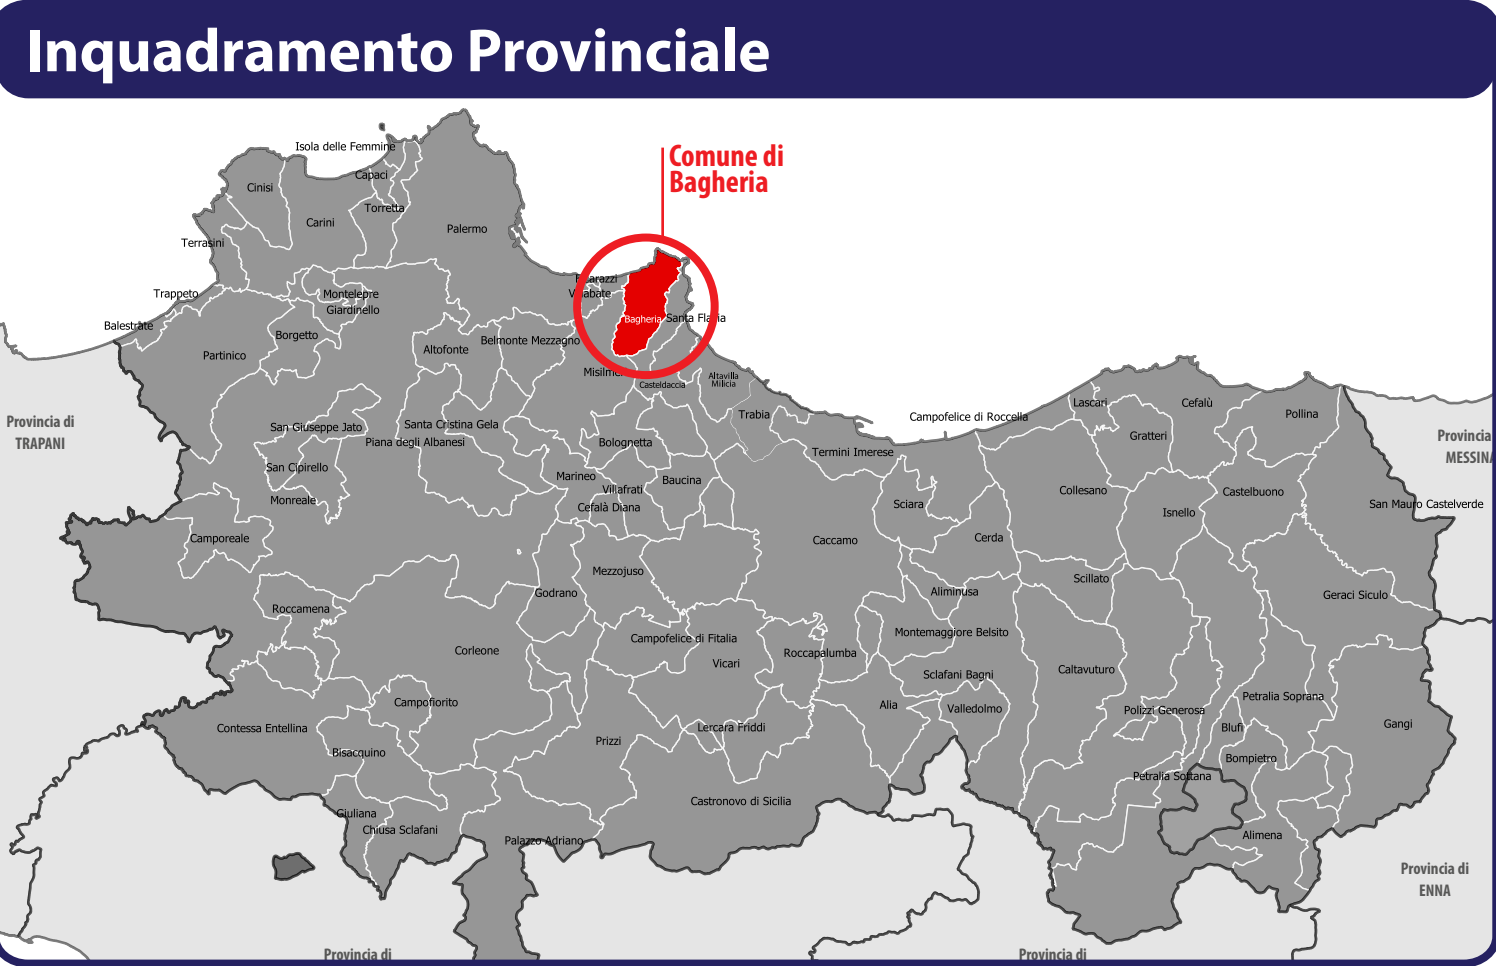 Inquadramento Provinciale
Comune di
Bagheria
Isola delle Femmine
Capaci
Cinisi
Torretta
Carini
Palermo
Terrasini
Trappeto
Montelepre
Giardinello
Balestrate
Borgetto
Partinico
Altofonte
Belmonte Mezzagno
Bagheria
Casteldaccia
Altavilla
Milicia
Trabia
Provincia di
TRAPANI
San Giuseppe Jato
Santa Cristina Gela
Piana degli Albanesi
Bolognetta
San Cipirello
Monreale
Marineo
Villafrati
Baucina
Cefalà Diana
Camporeale
Termini Imerese
Campofelice di Roccella
Lascari
Cefalù
Pollina
Gratteri
Provincia
Collesano
Castelbuono
Isnello
San Mauro Castelverde
Sciara
Caccamo
Cerda
Mezzojuso
Godrano
Scillato
Aliminusa
Geraci Siculo
Roccamena
Campofelice di Fitalia
Montemaggiore Belsito
Corleone
Vicari
Roccapalumba
Sclafani Bagni
Caltavuturo
Campofiorito
Alia
Valledolmo
Polizzi Generosa
Petralia Soprana
Contessa Entellina
Lercara Friddi
Blufi
Gangi
Bisacquino
Prizzi
Bompietro
Petralia Sottana
Castronovo di Sicilia
Giuliana
Chiusa Sclafani
Palazzo Adriano
Alimena
Provincia di
ENNA
Provincia di
Provincia di